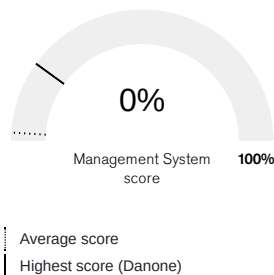 0%
Management System
score
100%
Average score
Highest score (Danone)